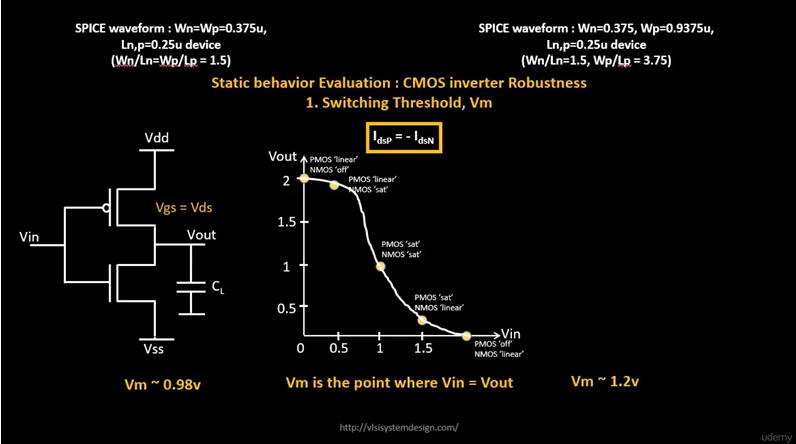 SPICE waveform : Wn=Wp=0.375u,
Ln,p=0.25u device
(Wn/Ln=Wp/Lp = 1.5)
SPICE waveform : Wn=0.375, Wp=0.9375u,
Ln,p=0.25u device
(Wn/Ln=1.5, Wp/Lp = 3.75)
Static behavior Evaluation : CMOS inverter Robustness
1. Switching Threshold, Vm
IdsP = - IdsN
Vdd
Vgs = Vds
Vin
Vout
CL
Vss
Vout
PMOS 'linear'
NMOS 'off'
2
PMOS 'linear'
NMOS 'sat'
1.5
PMOS 'sat'
NMOS 'sat'
1
PMOS 'sat'
NMOS 'linear'
0.5
Vin
PMOS 'off'
NMOS 'linear'
0 0.5 1 1.5
Vm ~ 0.98v
Vm is the point where Vin = Vout
Vm ~ 1.2v
http://vlsisystemdesign.com/
udemy